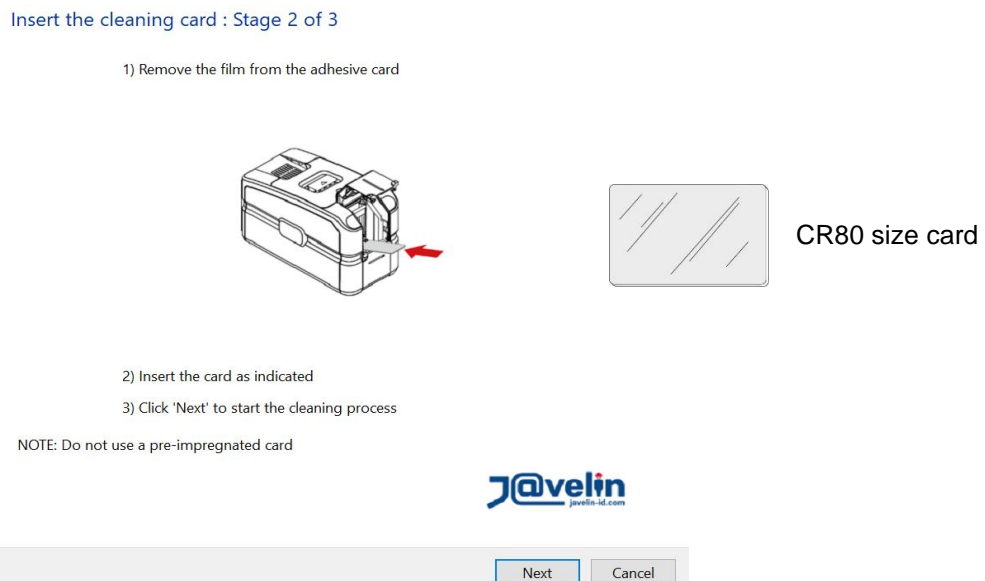 Insert the cleaning card : Stage 2 of 3
1) Remove the film from the adhesive card
CR80 size card
2) Insert the card as indicated
3) Click 'Next' to start the cleaning process
NOTE: Do not use a pre-impregnated card
J@velin
javelin-id.com
Next Cancel